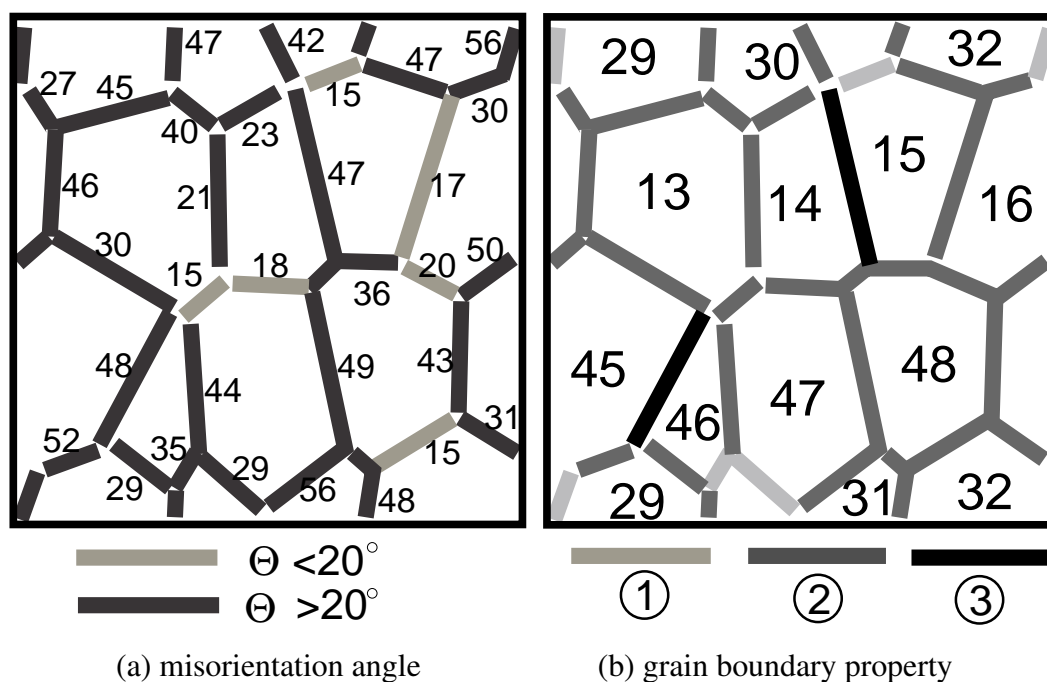 47 42 47 56
27 45 15 30
40 23
46 21 47 17
30 15 18 36 20 50
48 44 49 43
52 35 15 31
29 29 56 48
Θ <20°
Θ >20°
(a) misorientation angle
29 30 32
13 14 15 16
45 46 47 48
29 31 32
1 2 3
(b) grain boundary property